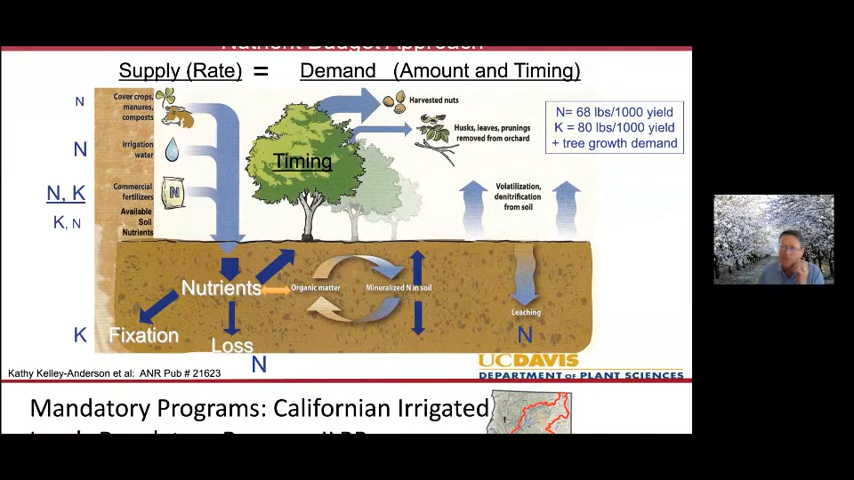 Nutrient Budget Approach
Supply (Rate) = Demand (Amount and Timing)
N
Cover crops,
manures,
composts
Harvested nuts
N= 68 lbs/1000 yield
K = 80 lbs/1000 yield
+ tree growth demand
Husks, leaves, prunings
removed from orchard
N
Irrigation
water
Timing
N, K
Commercial
fertilizers
N
Volatilization,
denitrification
from soil
K, N
Available
Soil
Nutrients
Nutrients
Organic matter
Mineralized N in soil
Leaching
K
Fixation
Loss
N
N
UCDAVIS
DEPARTMENT OF PLANT SCIENCES
Kathy Kelley-Anderson et al: ANR Pub # 21623
Mandatory Programs: Californian Irrigated